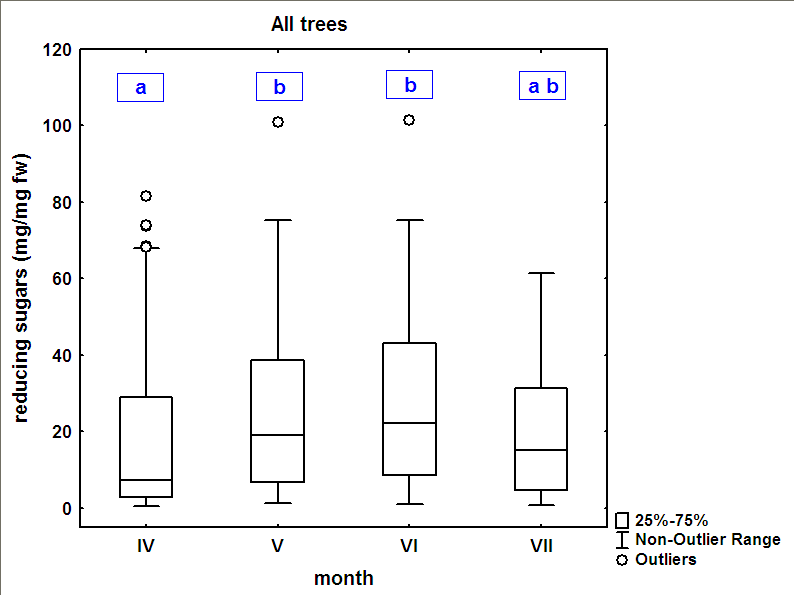 All trees
120
100
80
60
40
20
0
reducing sugars (mg/mg fw)
a
b
b
a b
IV
V
VI
VII
month
25%-75%
Non-Outlier Range
Outliers